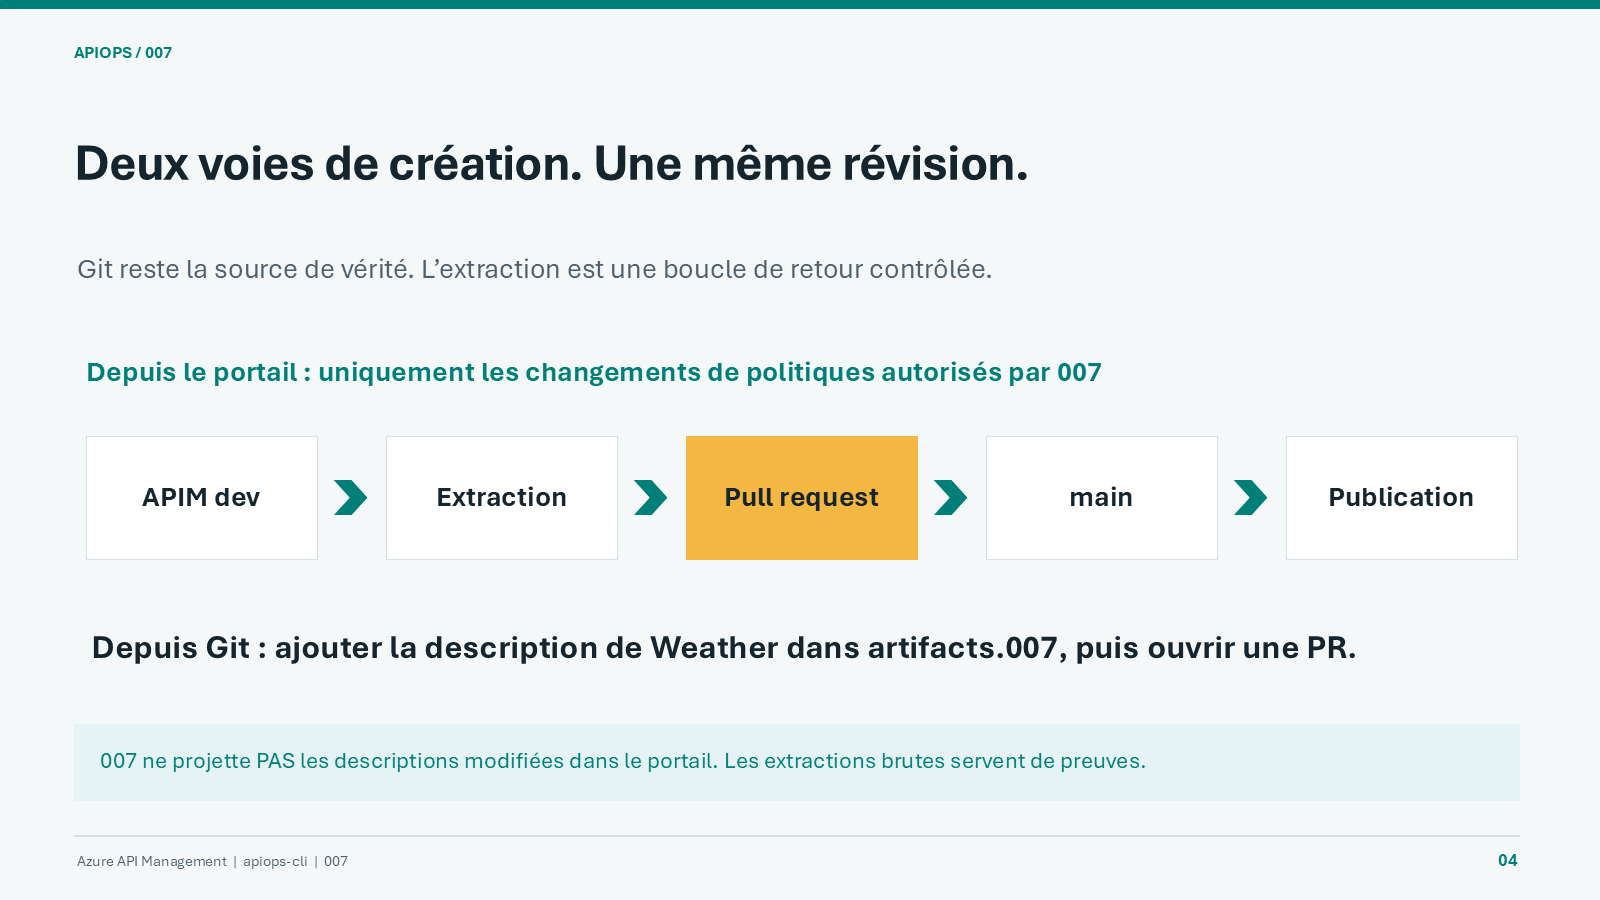 APIOPS / 007
Deux voies de création. Une même révision.
Git reste la source de vérité. L’extraction est une boucle de retour contrôlée.
Depuis le portail : uniquement les changements de politiques autorisés par 007
APIM dev
Extraction
Pull request
main
Publication
Depuis Git : ajouter la description de Weather dans artifacts.007, puis ouvrir une PR.
007 ne projette PAS les descriptions modifiées dans le portail. Les extractions brutes servent de preuves.
Azure API Management | apiops-cli | 007
04